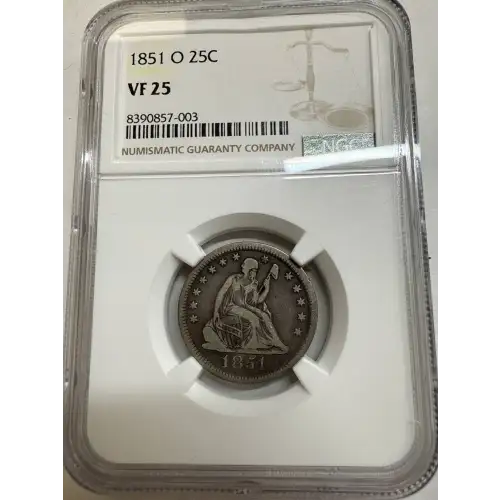 1851 O 25C
VF 25
8390857-003
NUMISMATIC GUARANTY COMPANY
NGC
1851